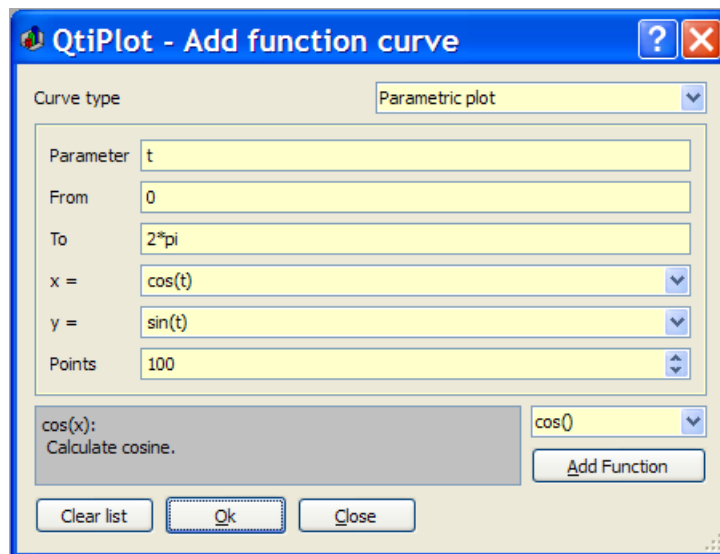 QtiPlot - Add function curve
Curve type Parametric plot
Parameter t
From 0
To 2*pi
x = cos(t)
y = sin(t)
Points 100
cos(x):
Calculate cosine.
cos()
Add Function
Clear list Ok Close